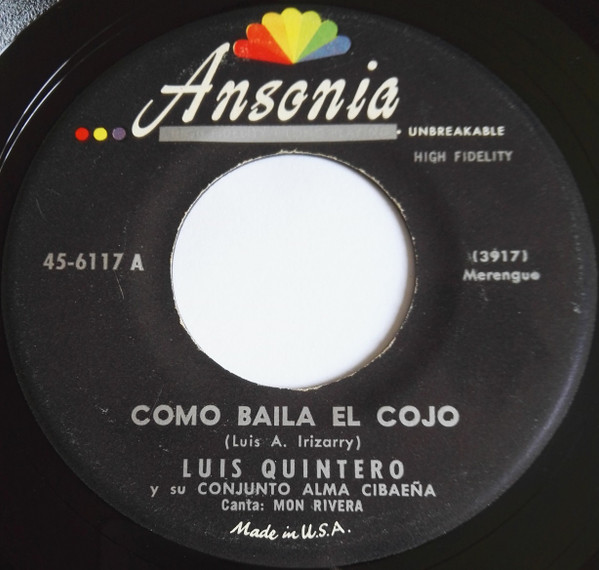 Ansonia
• UNBREAKABLE
HIGH FIDELITY
45-6117 A
(3917)
Merengue
COMO BAILA EL COJO
(Luis A. Irizarry)
LUIS QUINTERO
y su CONJUNTO ALMA CIBAEÑA
Canta: MON RIVERA
Made in U.S.A.